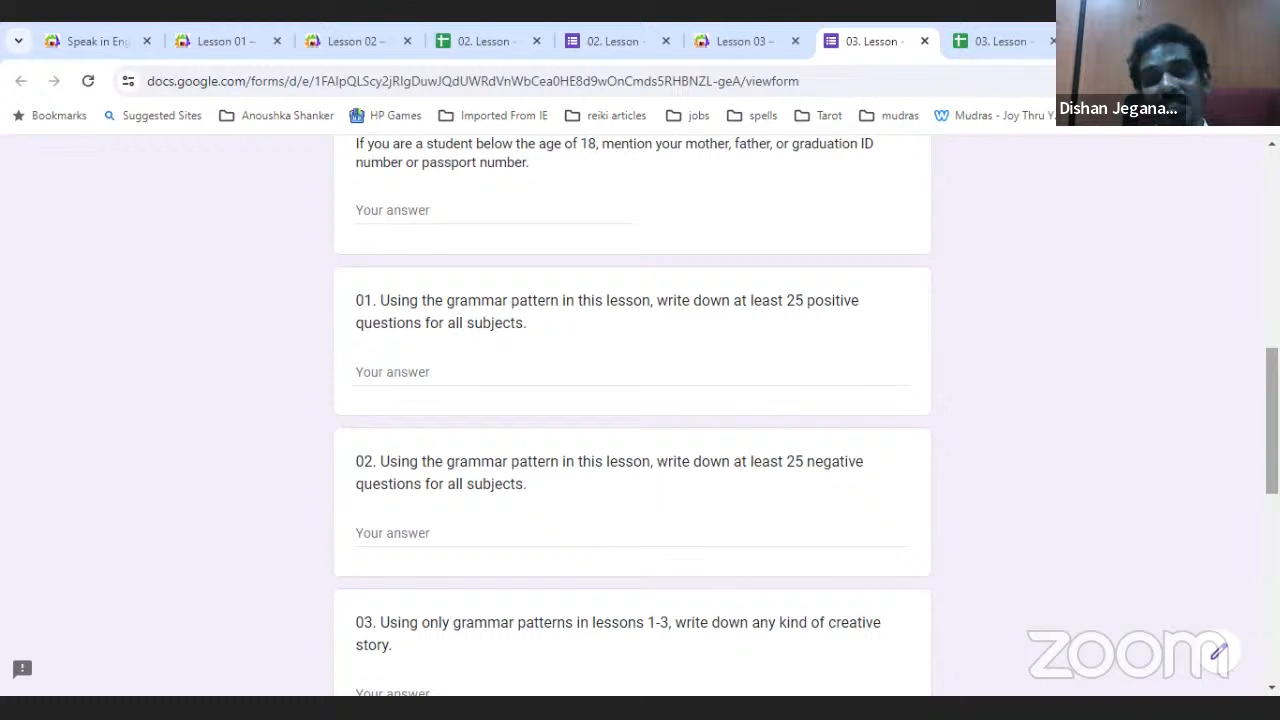 Speak in En
Lesson 01 –
Lesson 02 –
02. Lesson -
02. Lesson -
Lesson 03 –
03. Lesson -
03. Lesson -
docs.google.com/forms/d/e/1FAIpQLScy2jRlgDuwJQdUWRdVnWbCea0HE8d9wOnCmds5RHBNZL-geA/viewform
Bookmarks
Suggested Sites
Anoushka Shanker
HP Games
Imported From IE
reiki articles
jobs
spells
Tarot
mudras
Mudras - Joy Thru Y
Dishan Jegana...
If you are a student below the age of 18, mention your mother, father, or graduation ID
number or passport number.
Your answer
01. Using the grammar pattern in this lesson, write down at least 25 positive
questions for all subjects.
Your answer
02. Using the grammar pattern in this lesson, write down at least 25 negative
questions for all subjects.
Your answer
03. Using only grammar patterns in lessons 1-3, write down any kind of creative
story.
Your answer
zoom